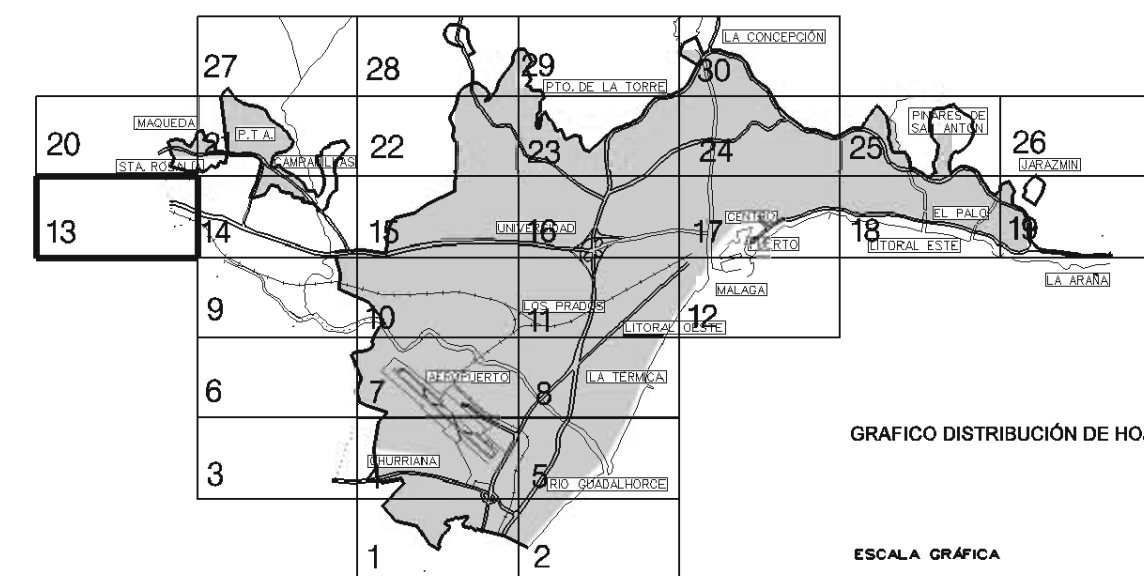 LA CONCEPCIÓN
27 28 29 30
PTO. DE LA TORRE
MAQUEDA
P.T.A.
PINARES DE
SAN ANTÓN
20 21 22 23 24 25 26
STA. ROSALÍA
CAMPANILLAS
JARAZMIN
13 14 15 16 17 18 19
UNIVERSIDAD
CENTRO
PUERTO
EL PALO
LITORAL ESTE
LA ARAÑA
MALAGA
LOS PRADOS
9 10 11 12
LITORAL OESTE
AEROPUERTO
LA TÉRMICA
6 7 8
GRAFICO DISTRIBUCIÓN DE HOJ
CHURRIANA
3 5
RIO GUADALHORCE
1 2
ESCALA GRÁFICA